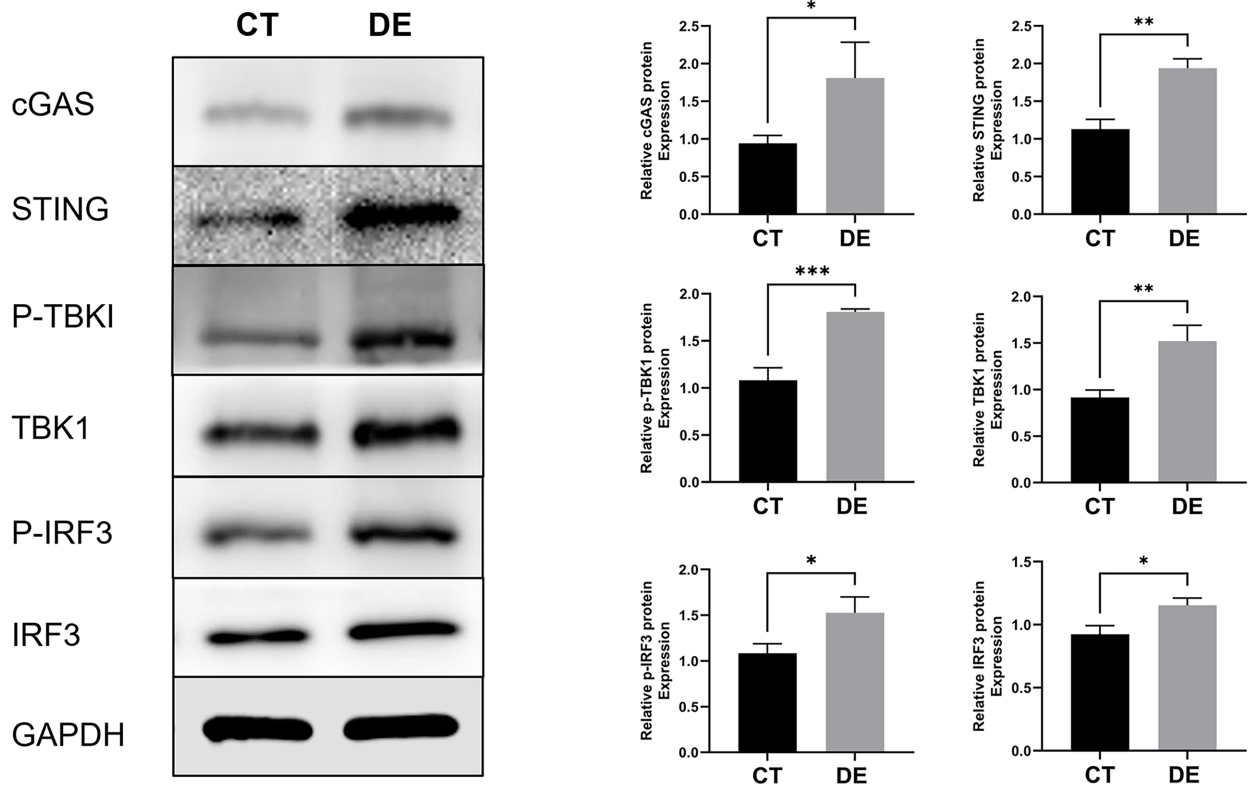 CT DE
cGAS
STING
P-TBKI
TBK1
P-IRF3
IRF3
GAPDH
Relative cGAS protein
Expression
2.5
2.0
1.5
1.0
0.5
0.0
*
CT DE
Relative STING protein
Expression
2.5
2.0
1.5
1.0
0.5
0.0
**
CT DE
Relative p-TBK1 protein
Expression
2.0
1.5
1.0
0.5
0.0
***
CT DE
Relative TBK1 protein
Expression
2.0
1.5
1.0
0.5
0.0
**
CT DE
Relative p-IRF3 protein
Expression
2.0
1.5
1.0
0.5
0.0
*
CT DE
Relative IRF3 protein
Expression
1.5
1.0
0.5
0.0
*
CT DE